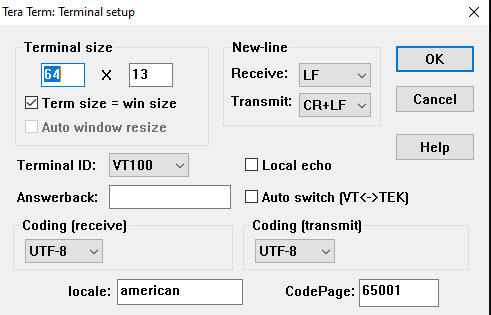 Tera Term: Terminal setup
Terminal size
64 X 13
Term size = win size
Auto window resize
New-line
Receive: LF
Transmit: CR+LF
OK
Cancel
Help
Terminal ID: VT100
Local echo
Answerback:
Auto switch (VT<->TEK)
Coding (receive)
UTF-8
Coding (transmit)
UTF-8
locale: american
CodePage: 65001